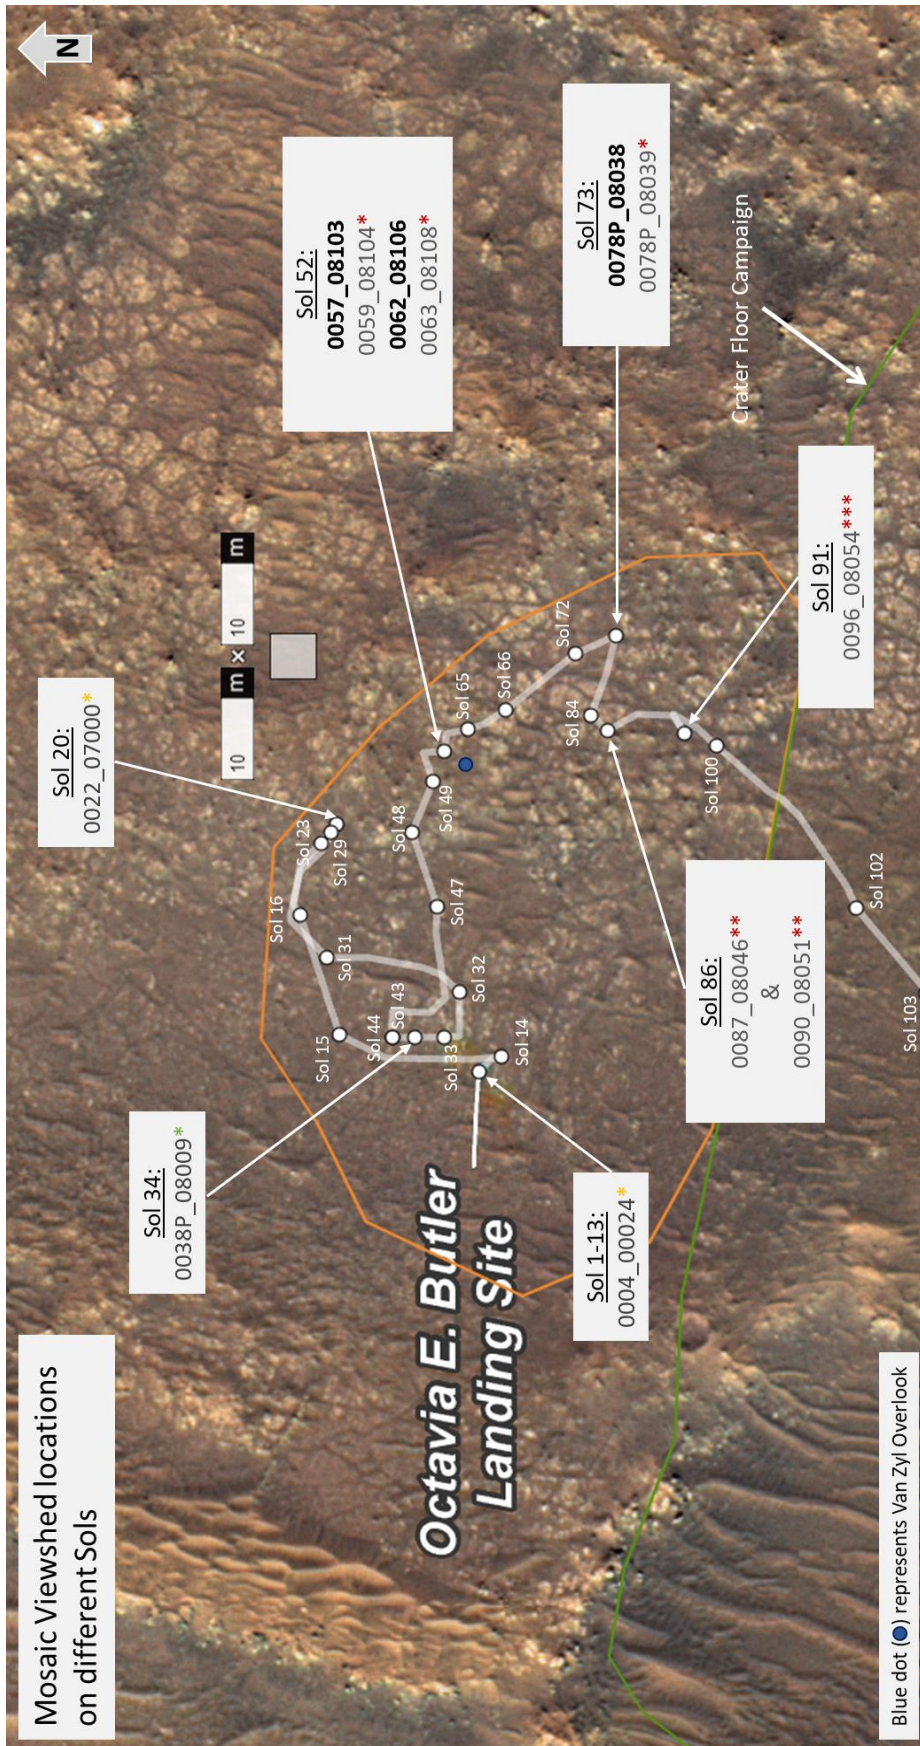 Mosaic Viewshed locations
on different Sols
N
Sol 34:
0038P_08009*
Sol 20:
0022_07000*
10 m x 10 m
Sol 52:
0057_08103
0059_08104*
0062_08106
0063_08108*
Sol 73:
0078P_08038
0078P_08039*
Sol 15
Sol 16
Sol 23
Sol 29
Sol 31
Sol 44
Sol 43
Sol 33
Sol 32
Sol 14
Sol 47
Sol 48
Sol 49
Sol 65
Sol 66
Sol 72
Sol 84
Octavia E. Butler
Landing Site
Sol 1-13:
0004_00024*
Sol 86:
0087_08046**
&
0090_08051**
Sol 100
Sol 91:
0096_08054***
Crater Floor Campaign
Sol 102
Sol 103
Blue dot () represents Van Zyl Overlook